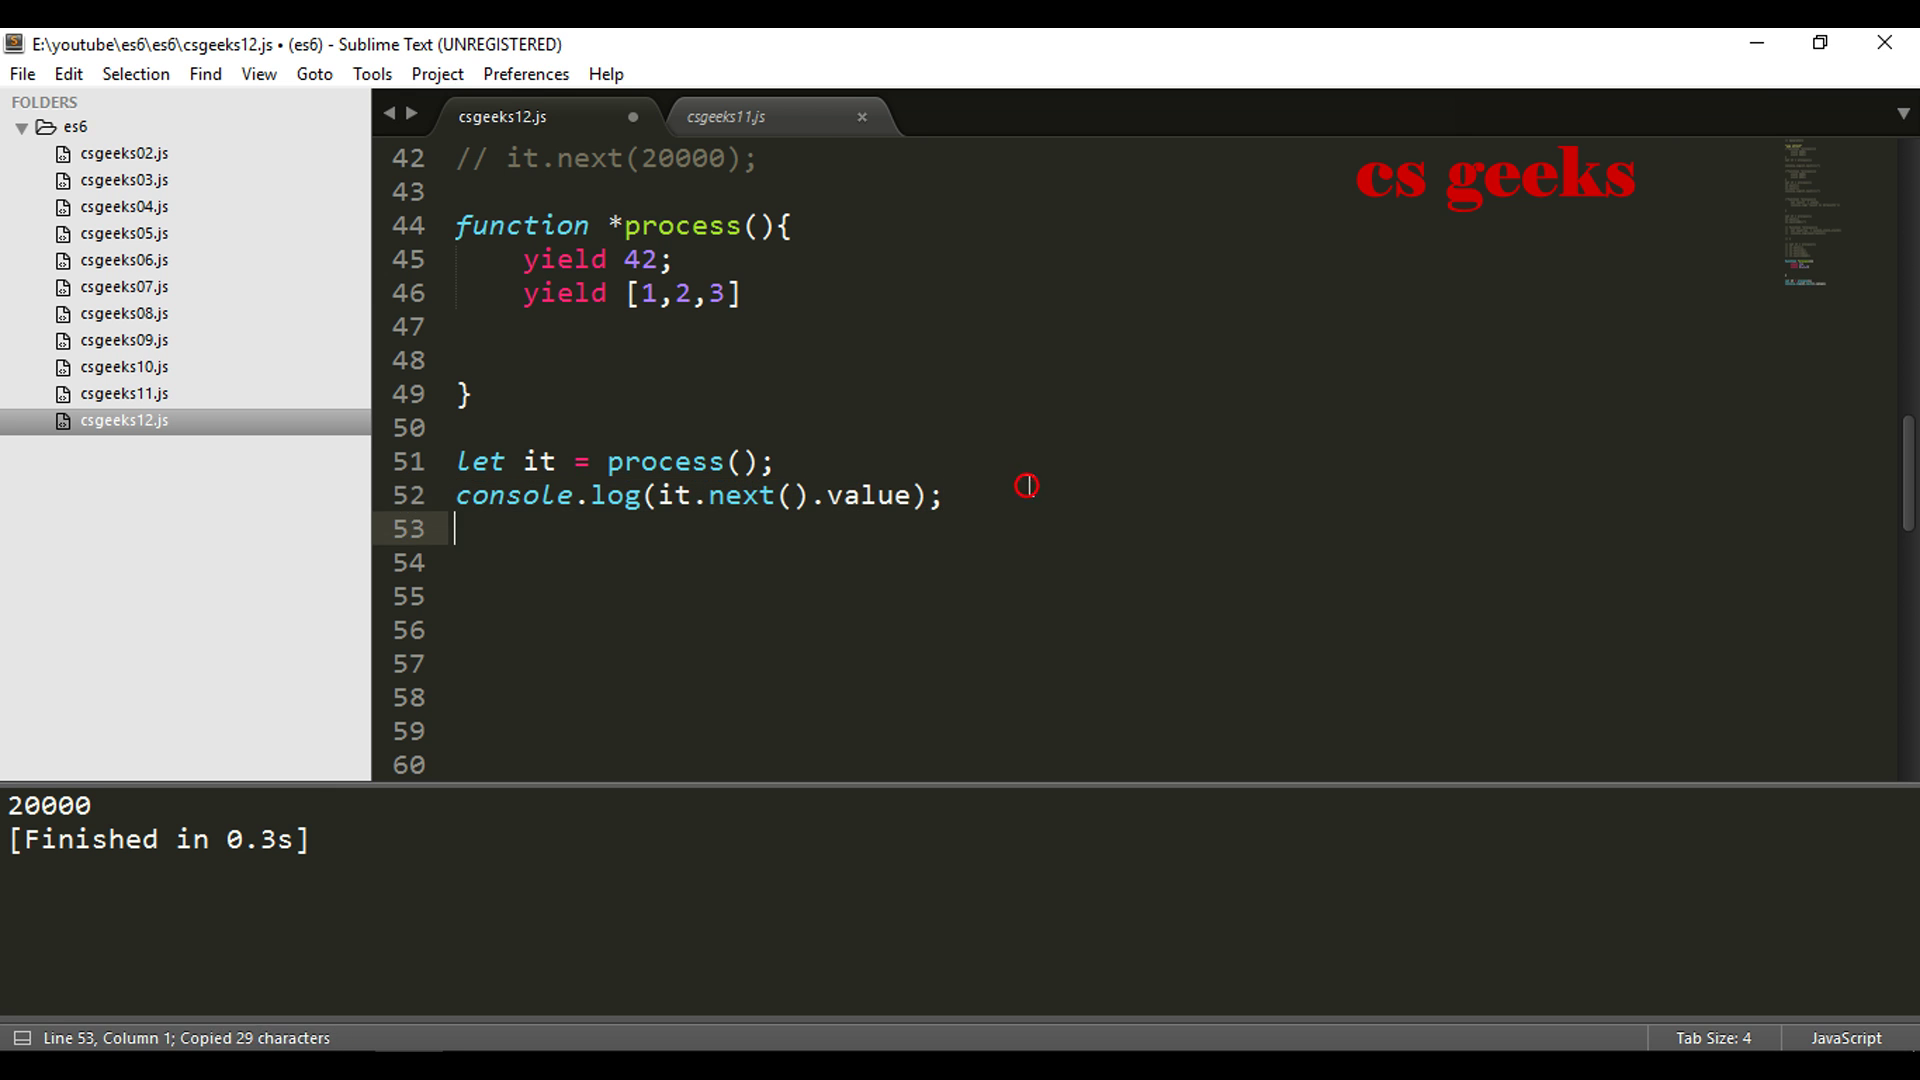 E:\youtube\es6\es6\csgeeks12.js • (es6) - Sublime Text (UNREGISTERED)
File Edit Selection Find View Goto Tools Project Preferences Help
FOLDERS
es6
csgeeks02.js
csgeeks03.js
csgeeks04.js
csgeeks05.js
csgeeks06.js
csgeeks07.js
csgeeks08.js
csgeeks09.js
csgeeks10.js
csgeeks11.js
csgeeks12.js
csgeeks12.js csgeeks11.js
cs geeks
42 // it.next(20000);
43
44 function *process(){
45 yield 42;
46 yield [1,2,3]
47
48
49 }
50
51 let it = process();
52 console.log(it.next().value);
53
54
55
56
57
58
59
60
20000
[Finished in 0.3s]
Line 53, Column 1; Copied 29 characters
Tab Size: 4
JavaScript